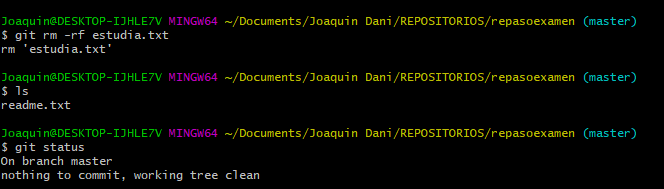 Joaquin@DESKTOP-IJHLE7V MINGW64 ~/Documents/Joaquin Dani/REPOSITORIOS/repasoexamen (master)
$ git rm -rf estudia.txt
rm 'estudia.txt'
Joaquin@DESKTOP-IJHLE7V MINGW64 ~/Documents/Joaquin Dani/REPOSITORIOS/repasoexamen (master)
$ ls
readme.txt
Joaquin@DESKTOP-IJHLE7V MINGW64 ~/Documents/Joaquin Dani/REPOSITORIOS/repasoexamen (master)
$ git status
On branch master
nothing to commit, working tree clean